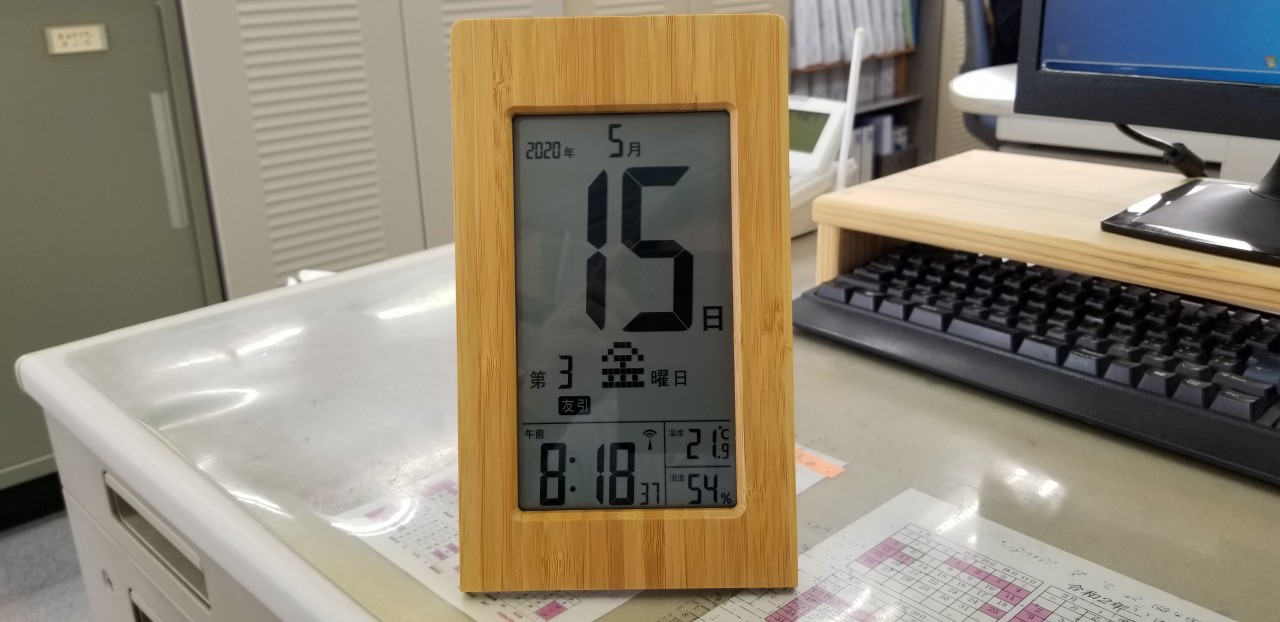 2020年 5月
15日
第3 金曜日
友引
午前 8:18 37
温度 21.9℃
湿度 54%
令和2年